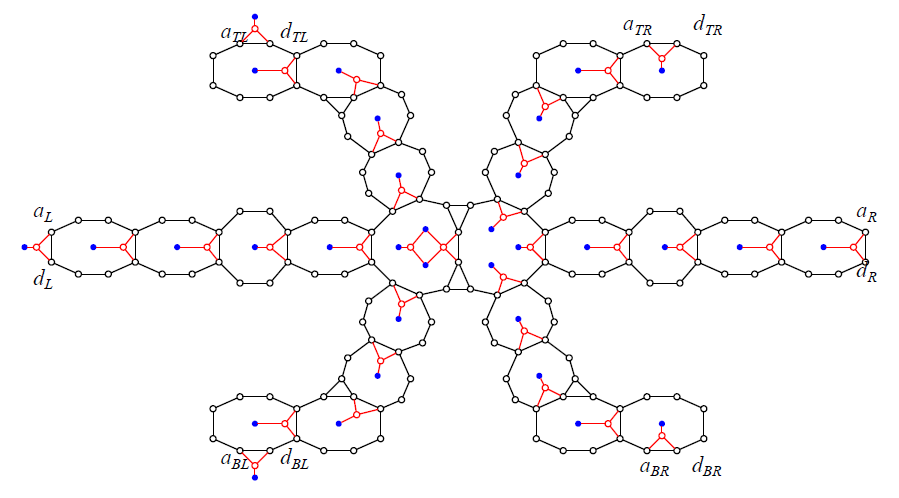 a_TL d_TL a_TR d_TR
a_L a_R
d_L d_R
a_BL d_BL a_BR d_BR